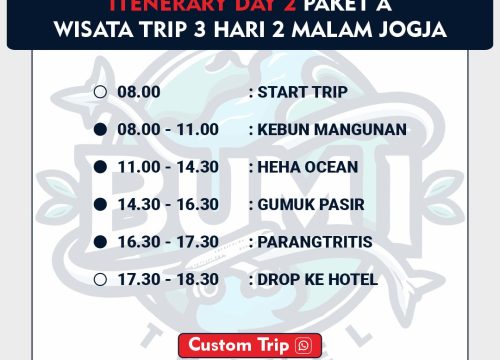 ITENERARY DAY 2 PAKET A
WISATA TRIP 3 HARI 2 MALAM JOGJA
08.00 : START TRIP
08.00 - 11.00 : KEBUN MANGUNAN
11.00 - 14.30 : HEHA OCEAN
14.30 - 16.30 : GUMUK PASIR
16.30 - 17.30 : PARANGTRITIS
17.30 - 18.30 : DROP KE HOTEL
BUMI
Custom Trip